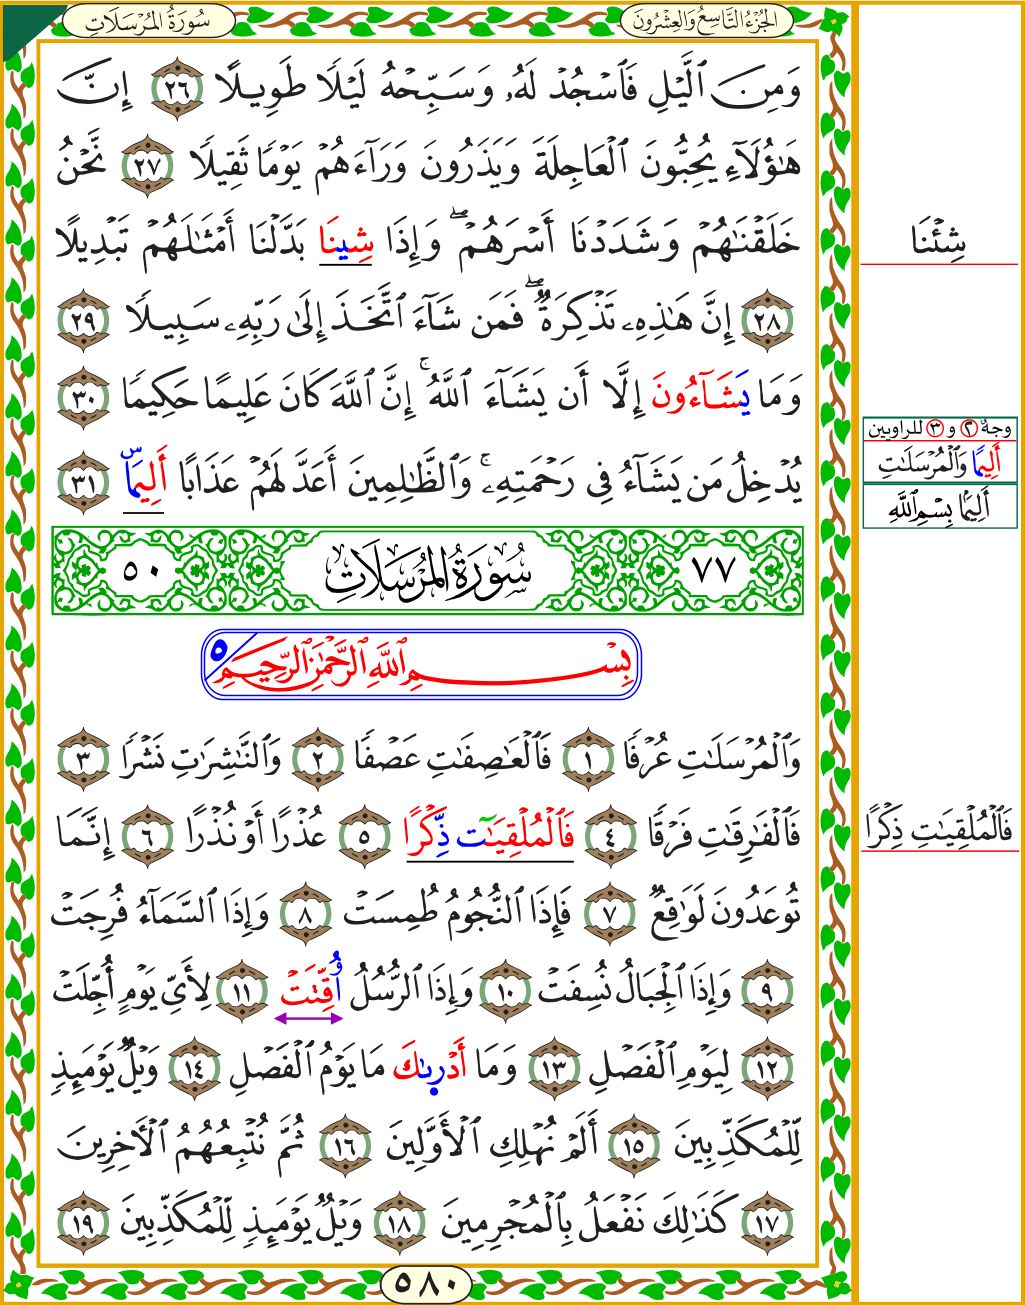 سُورَةُ المُرْسَلَاتِ
الجُزْءُ التَّاسِعُ وَالعِشْرُونَ
وَمِنَ ٱلَّيْلِ فَٱسْجُدْ لَهُۥ وَسَبِّحْهُ لَيْلًا طَوِيلًا ٢٦ إِنَّ
هَٰٓؤُلَآءِ يُحِبُّونَ ٱلْعَاجِلَةَ وَيَذَرُونَ وَرَآءَهُمْ يَوْمًا ثَقِيلًا ٢٧ نَّحْنُ
خَلَقْنَٰهُمْ وَشَدَدْنَا أَسْرَهُمْ ۖ وَإِذَا شِينَا بَدَّلْنَا أَمْثَٰلَهُمْ تَبْدِيلًا
شِئْنَا
٢٨ إِنَّ هَٰذِهِۦ تَذْكِرَةٌ ۖ فَمَن شَآءَ ٱتَّخَذَ إِلَىٰ رَبِّهِۦ سَبِيلًا ٢٩
وَمَا يَشَآءُونَ إِلَّا أَن يَشَآءَ ٱللَّهُ ۚ إِنَّ ٱللَّهَ كَانَ عَلِيمًا حَكِيمًا ٣٠
وجهٌ ٢ و ٣ للراويين
يُدْخِلُ مَن يَشَآءُ فِى رَحْمَتِهِۦ ۚ وَٱلظَّٰلِمِينَ أَعَدَّ لَهُمْ عَذَابًا أَلِيمًا س ٣١
أَلِيمًا وَٱلْمُرْسَلَٰتِ
أَلِيمًا بِسْمِ ٱللَّهِ
٧٧ سُورَةُ المُرْسَلَاتِ ٥٠
بِسْمِ ٱللَّهِ ٱلرَّحْمَٰنِ ٱلرَّحِيمِ ٥
وَٱلْمُرْسَلَٰتِ عُرْفًا ١ فَٱلْعَٰصِفَٰتِ عَصْفًا ٢ وَٱلنَّٰشِرَٰتِ نَشْرًا ٣
فَٱلْفَٰرِقَٰتِ فَرْقًا ٤ فَٱلْمُلْقِيَٰٓت ذِّكْرًا ٥ عُذْرًا أَوْ نُذْرًا ٦ إِنَّمَا
فَٱلْمُلْقِيَٰتِ ذِكْرًا
تُوعَدُونَ لَوَٰقِعٌ ٧ فَإِذَا ٱلنُّجُومُ طُمِسَتْ ٨ وَإِذَا ٱلسَّمَآءُ فُرِجَتْ
٩ وَإِذَا ٱلْجِبَالُ نُسِفَتْ ١٠ وَإِذَا ٱلرُّسُلُ أُقِّتَتْ ١١ لِأَىِّ يَوْمٍ أُجِّلَتْ
١٢ لِيَوْمِ ٱلْفَصْلِ ١٣ وَمَا أَدْرىٰكَ مَا يَوْمُ ٱلْفَصْلِ ١٤ وَيْلٌ يَوْمَئِذٍ
لِّلْمُكَذِّبِينَ ١٥ أَلَمْ نُهْلِكِ ٱلْأَوَّلِينَ ١٦ ثُمَّ نُتْبِعُهُمُ ٱلْأَخِرِينَ
١٧ كَذَٰلِكَ نَفْعَلُ بِٱلْمُجْرِمِينَ ١٨ وَيْلٌ يَوْمَئِذٍ لِّلْمُكَذِّبِينَ ١٩
٥٨٠